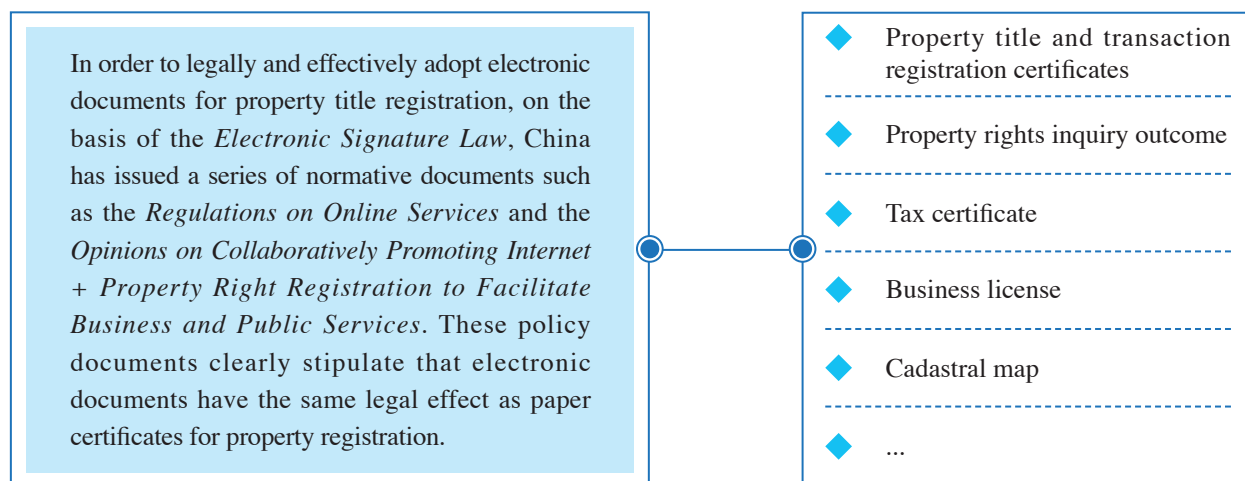 In order to legally and effectively adopt electronic
documents for property title registration, on the
basis of the Electronic Signature Law, China
has issued a series of normative documents such
as the Regulations on Online Services and the
Opinions on Collaboratively Promoting Internet
+ Property Right Registration to Facilitate
Business and Public Services. These policy
documents clearly stipulate that electronic
documents have the same legal effect as paper
certificates for property registration.
Property title and transaction
registration certificates
Property rights inquiry outcome
Tax certificate
Business license
Cadastral map
...